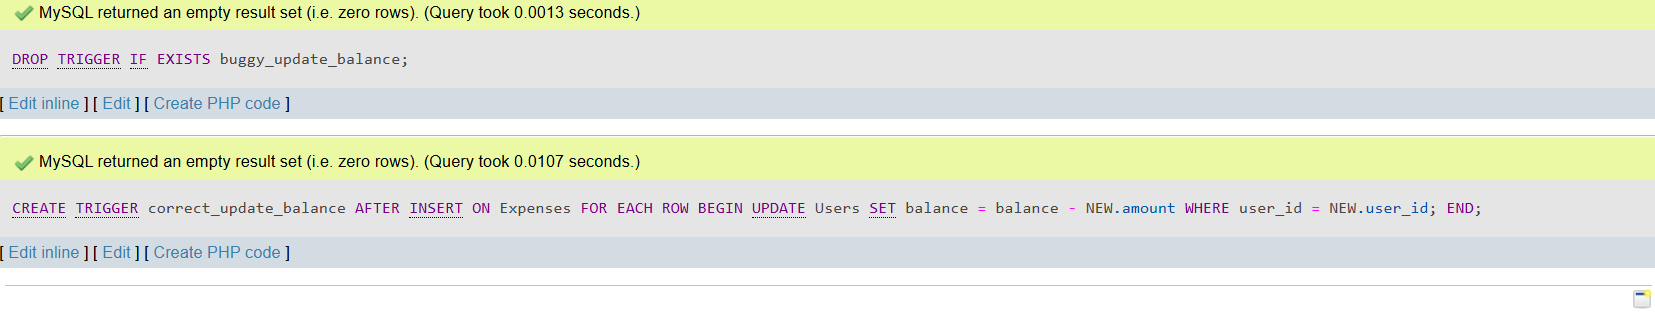 MySQL returned an empty result set (i.e. zero rows). (Query took 0.0013 seconds.)
DROP TRIGGER IF EXISTS buggy_update_balance;
[ Edit inline ] [ Edit ] [ Create PHP code ]
MySQL returned an empty result set (i.e. zero rows). (Query took 0.0107 seconds.)
CREATE TRIGGER correct_update_balance AFTER INSERT ON Expenses FOR EACH ROW BEGIN UPDATE Users SET balance = balance - NEW.amount WHERE user_id = NEW.user_id; END;
[ Edit inline ] [ Edit ] [ Create PHP code ]